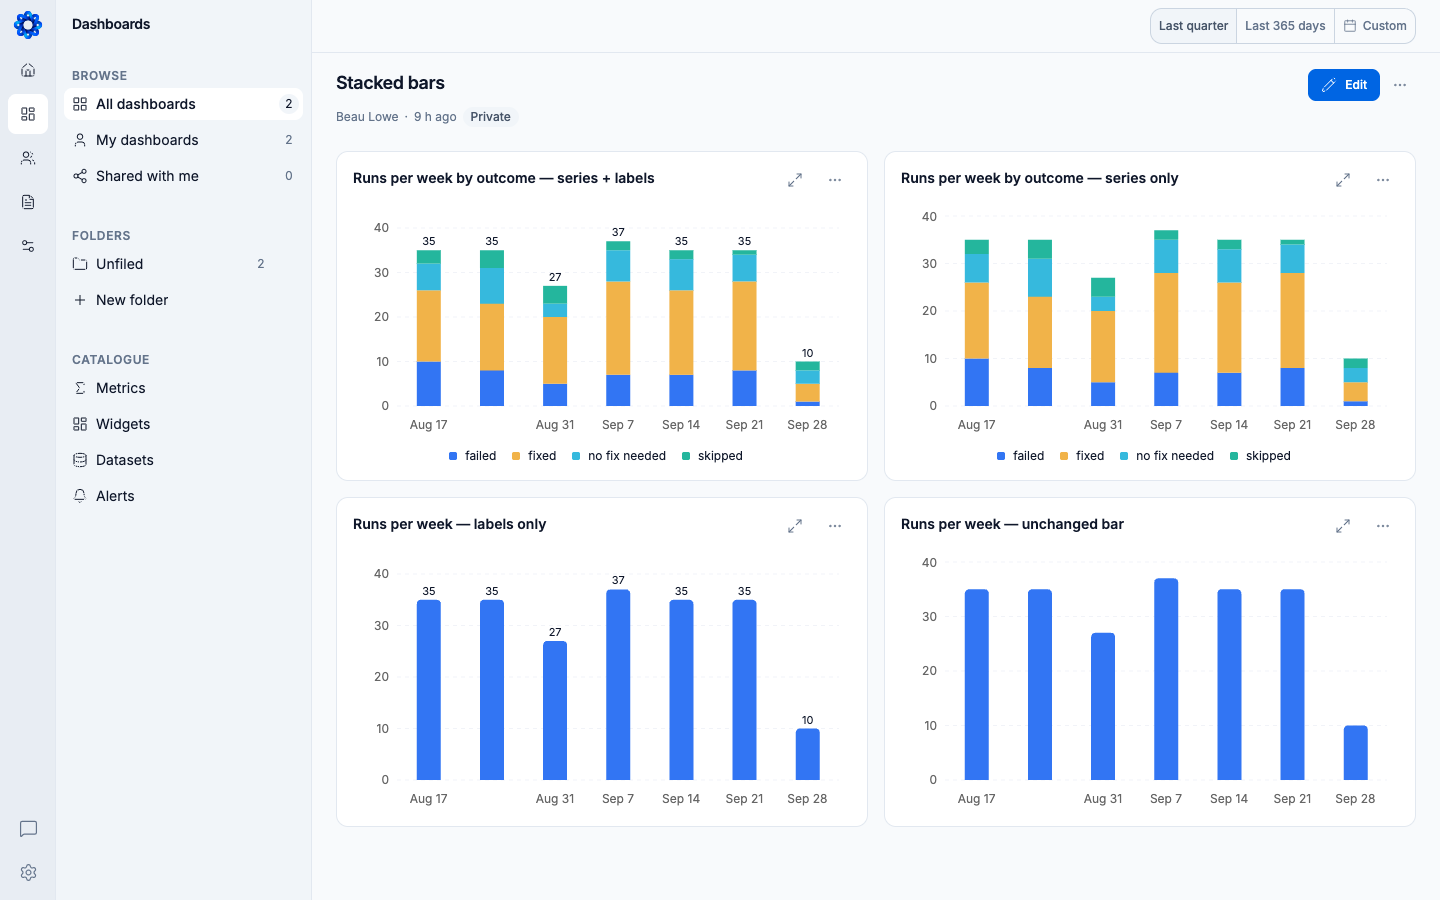 Dashboards
Last quarter
Last 365 days
Custom
BROWSE
All dashboards 2
My dashboards 2
Shared with me 0
FOLDERS
Unfiled 2
New folder
CATALOGUE
Metrics
Widgets
Datasets
Alerts
Stacked bars
Edit
Beau Lowe · 9 h ago Private
Runs per week by outcome — series + labels
40
30
20
10
0
35 35 27 37 35 35 10
Aug 17 Aug 31 Sep 7 Sep 14 Sep 21 Sep 28
failed fixed no fix needed skipped
Runs per week by outcome — series only
40
30
20
10
0
Aug 17 Aug 31 Sep 7 Sep 14 Sep 21 Sep 28
failed fixed no fix needed skipped
Runs per week — labels only
40
30
20
10
0
35 35 27 37 35 35 10
Aug 17 Aug 31 Sep 7 Sep 14 Sep 21 Sep 28
Runs per week — unchanged bar
40
30
20
10
0
Aug 17 Aug 31 Sep 7 Sep 14 Sep 21 Sep 28